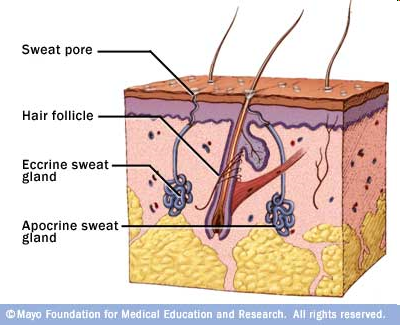 Sweat pore
Hair follicle
Eccrine sweat
gland
Apocrine sweat
gland
© Mayo Foundation for Medical Education and Research. All rights reserved.